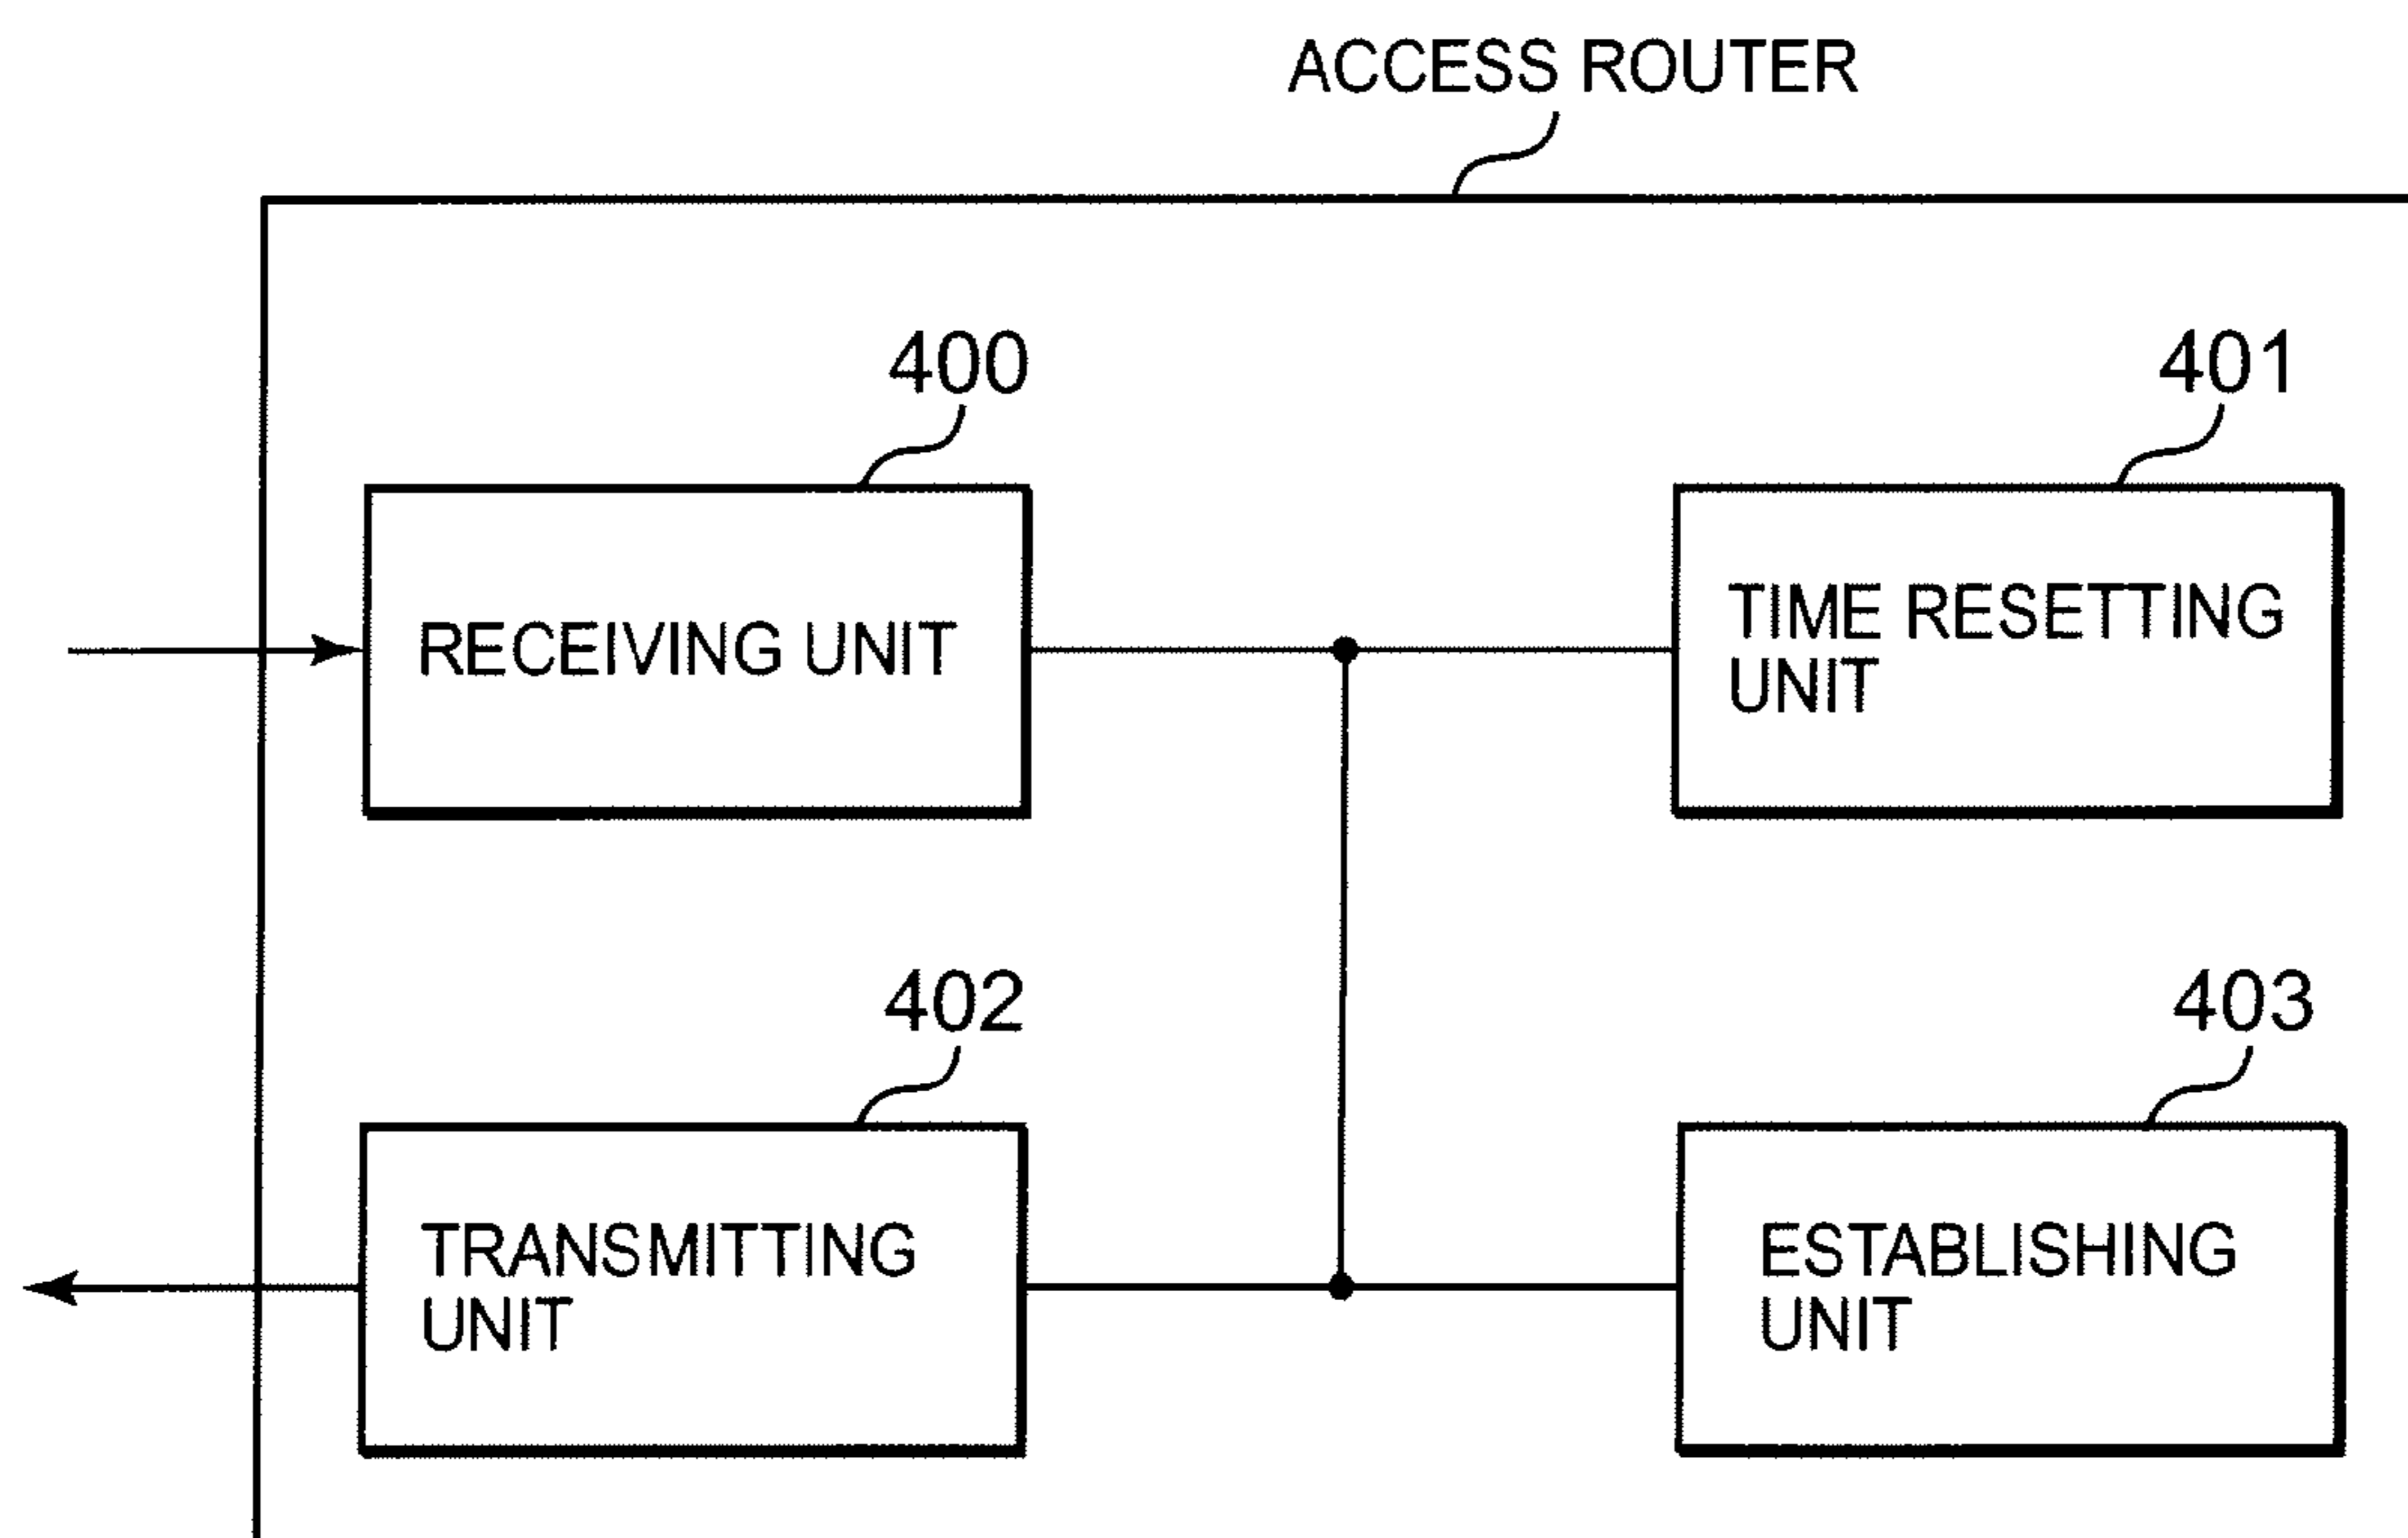 ACCESS ROUTER
400
401
RECEIVING UNIT
TIME RESETTING
UNIT
402
403
TRANSMITTING
UNIT
ESTABLISHING
UNIT